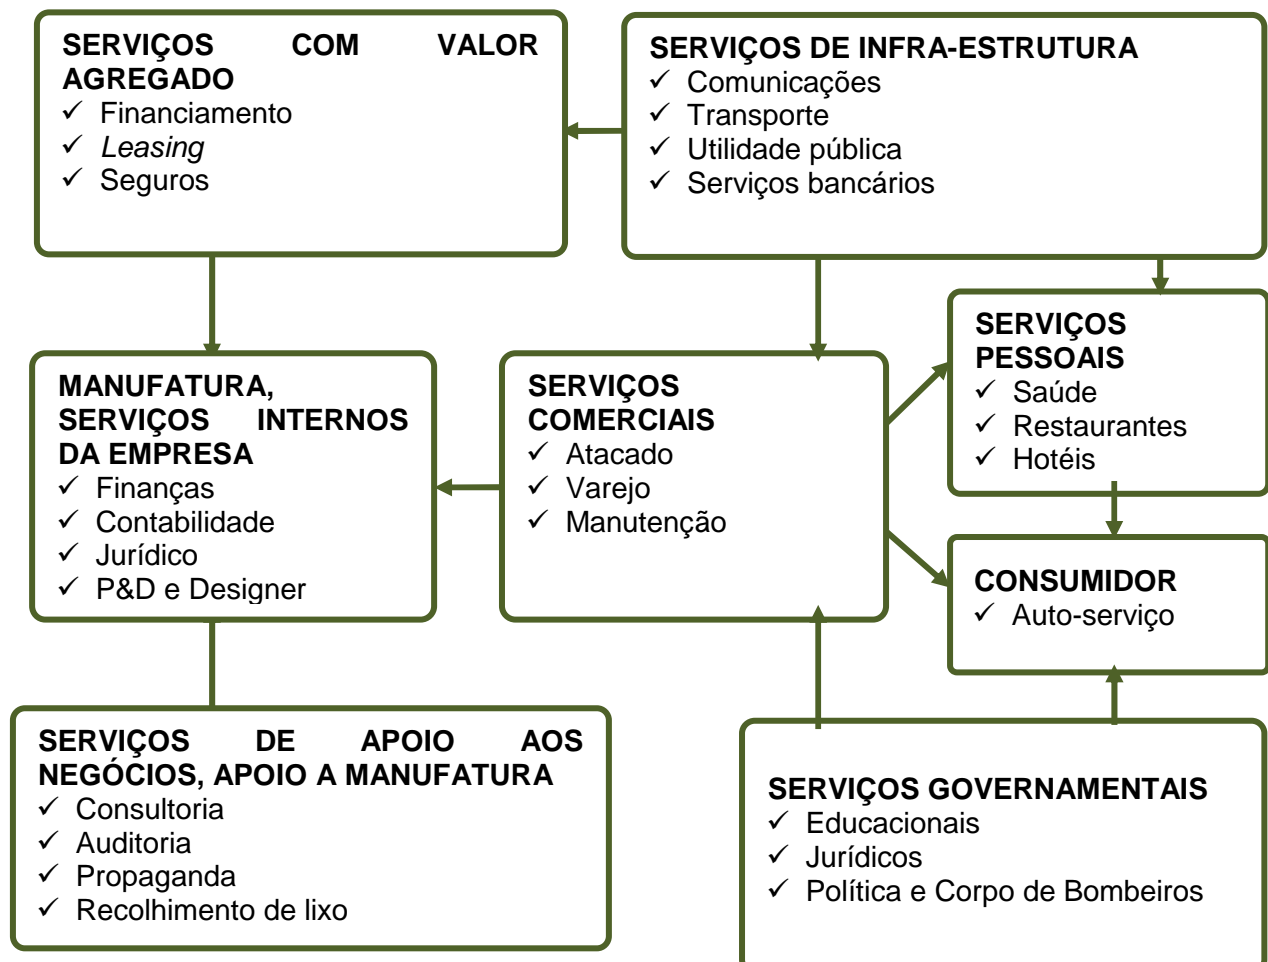 SERVIÇOS COM VALOR
AGREGADO
✓ Financiamento
✓ Leasing
✓ Seguros
SERVIÇOS DE INFRA-ESTRUTURA
✓ Comunicações
✓ Transporte
✓ Utilidade pública
✓ Serviços bancários
MANUFATURA,
SERVIÇOS INTERNOS
DA EMPRESA
✓ Finanças
✓ Contabilidade
✓ Jurídico
✓ P&D e Designer
SERVIÇOS
COMERCIAIS
✓ Atacado
✓ Varejo
✓ Manutenção
SERVIÇOS
PESSOAIS
✓ Saúde
✓ Restaurantes
✓ Hotéis
CONSUMIDOR
✓ Auto-serviço
SERVIÇOS DE APOIO AOS
NEGÓCIOS, APOIO A MANUFATURA
✓ Consultoria
✓ Auditoria
✓ Propaganda
✓ Recolhimento de lixo
SERVIÇOS GOVERNAMENTAIS
✓ Educacionais
✓ Jurídicos
✓ Política e Corpo de Bombeiros